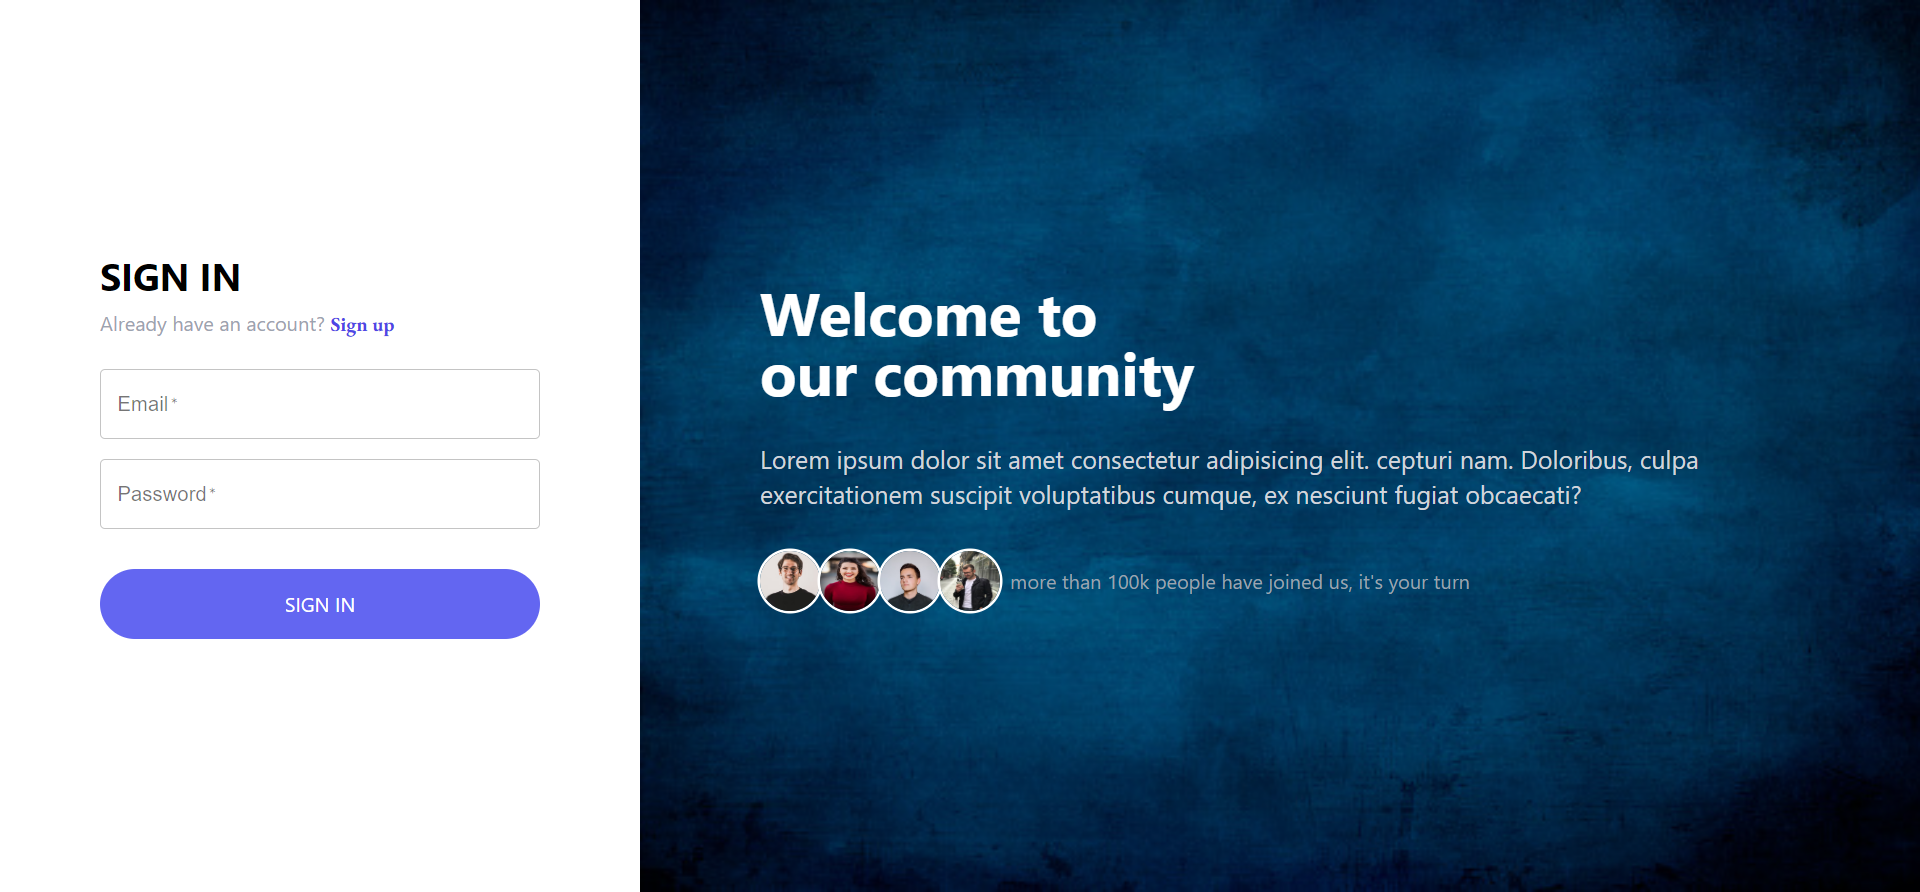 SIGN IN
Already have an account? Sign up
Email *
Password *
SIGN IN
Welcome to
our community
Lorem ipsum dolor sit amet consectetur adipisicing elit. cepturi nam. Doloribus, culpa
exercitationem suscipit voluptatibus cumque, ex nesciunt fugiat obcaecati?
more than 100k people have joined us, it's your turn